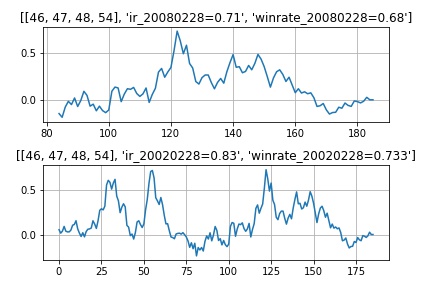 [[46, 47, 48, 54], 'ir_20080228=0.71', 'winrate_20080228=0.68']
0.5
0.0
80 100 120 140 160 180
[[46, 47, 48, 54], 'ir_20020228=0.83', 'winrate_20020228=0.733']
0.5
0.0
0 25 50 75 100 125 150 175